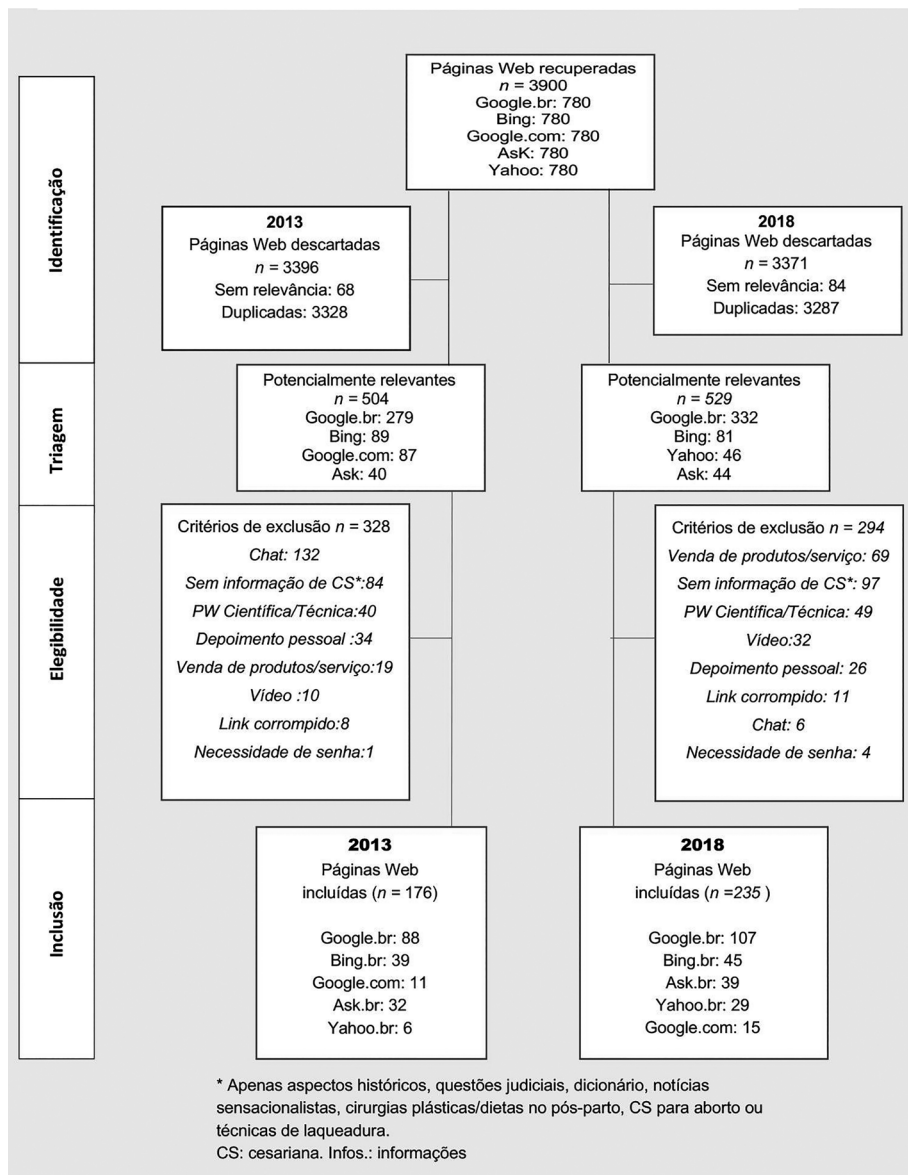 Páginas Web recuperadas
n = 3900
Google.br: 780
Bing: 780
Google.com: 780
AsK: 780
Yahoo: 780
Identificação
2013
Páginas Web descartadas
n = 3396
Sem relevância: 68
Duplicadas: 3328
2018
Páginas Web descartadas
n = 3371
Sem relevância: 84
Duplicadas: 3287
Triagem
Potencialmente relevantes
n = 504
Google.br: 279
Bing: 89
Google.com: 87
Ask: 40
Potencialmente relevantes
n = 529
Google.br: 332
Bing: 81
Yahoo: 46
Ask: 44
Elegibilidade
Critérios de exclusão n = 328
Chat: 132
Sem informação de CS*:84
PW Científica/Técnica:40
Depoimento pessoal :34
Venda de produtos/serviço:19
Vídeo :10
Link corrompido:8
Necessidade de senha:1
Critérios de exclusão n = 294
Venda de produtos/serviço: 69
Sem informação de CS*: 97
PW Científica/Técnica: 49
Vídeo:32
Depoimento pessoal: 26
Link corrompido: 11
Chat: 6
Necessidade de senha: 4
Inclusão
2013
Páginas Web
incluídas (n = 176)
Google.br: 88
Bing.br: 39
Google.com: 11
Ask.br: 32
Yahoo.br: 6
2018
Páginas Web
incluídas (n =235 )
Google.br: 107
Bing.br: 45
Ask.br: 39
Yahoo.br: 29
Google.com: 15
* Apenas aspectos históricos, questões judiciais, dicionário, notícias
sensacionalistas, cirurgias plásticas/dietas no pós-parto, CS para aborto ou
técnicas de laqueadura.
CS: cesariana. Infos.: informações